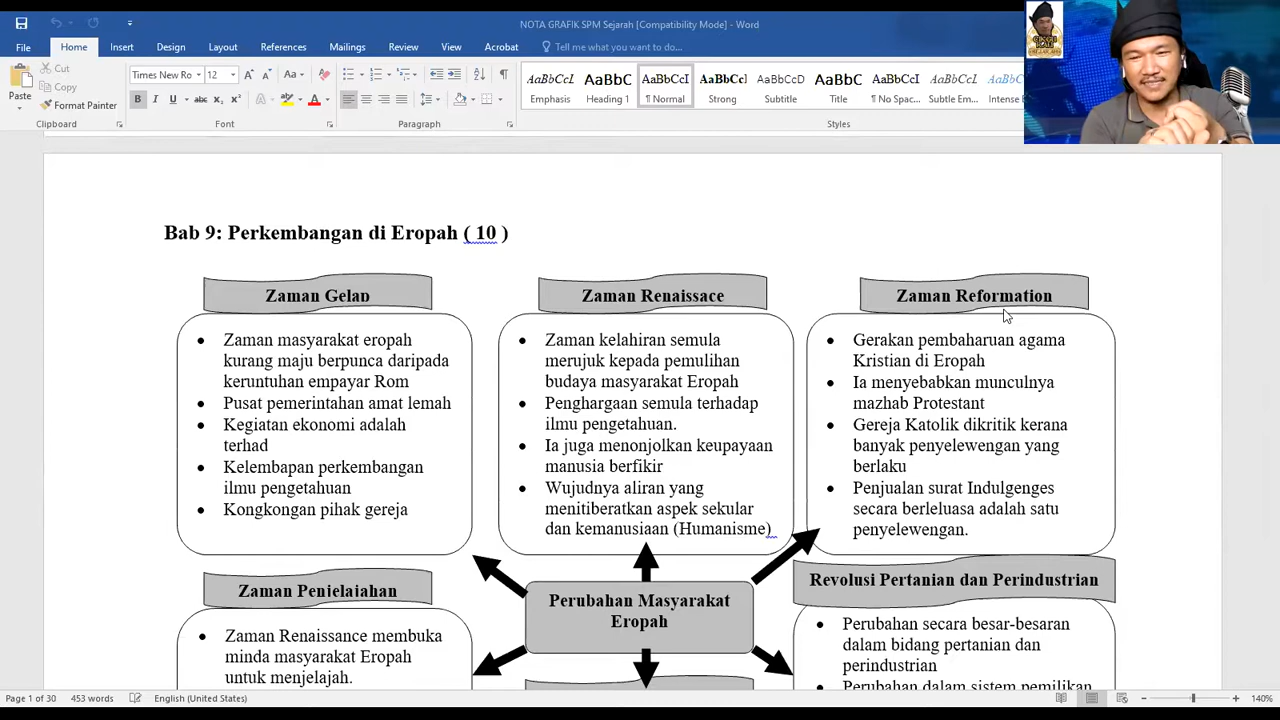 NOTA GRAFIK SPM Sejarah [Compatibility Mode] - Word
File Home Insert Design Layout References Mailings Review View Acrobat Tell me what you want to do...
Paste
Cut
Copy
Format Painter
Clipboard
Times New Ro 12
Font
Paragraph
AaBbCcL AaBbC AaBbCcI AaBbCc) AaBbCcD AaBbC AaBbCcI AaBbCcD
Emphasis Heading 1 ¶ Normal Strong Subtitle Title ¶ No Spac... Subtle Em... Intense
Styles
Bab 9: Perkembangan di Eropah ( 10 )
Zaman Gelap
• Zaman masyarakat eropah
kurang maju berpunca daripada
keruntuhan empayar Rom
• Pusat pemerintahan amat lemah
• Kegiatan ekonomi adalah
terhad
• Kelembapan perkembangan
ilmu pengetahuan
• Kongkongan pihak gereja
Zaman Renaissace
• Zaman kelahiran semula
merujuk kepada pemulihan
budaya masyarakat Eropah
• Penghargaan semula terhadap
ilmu pengetahuan.
• Ia juga menonjolkan keupayaan
manusia berfikir
• Wujudnya aliran yang
menitiberatkan aspek sekular
dan kemanusiaan (Humanisme)
Zaman Reformation
• Gerakan pembaharuan agama
Kristian di Eropah
• Ia menyebabkan munculnya
mazhab Protestant
• Gereja Katolik dikritik kerana
banyak penyelewengan yang
berlaku
• Penjualan surat Indulgenges
secara berleluasa adalah satu
penyelewengan.
Perubahan Masyarakat
Eropah
Zaman Penjelajahan
• Zaman Renaissance membuka
minda masyarakat Eropah
untuk menjelajah.
Revolusi Pertanian dan Perindustrian
• Perubahan secara besar-besaran
dalam bidang pertanian dan
perindustrian
• Perubahan dalam sistem pemilikan
Page 1 of 30 453 words English (United States) 140%